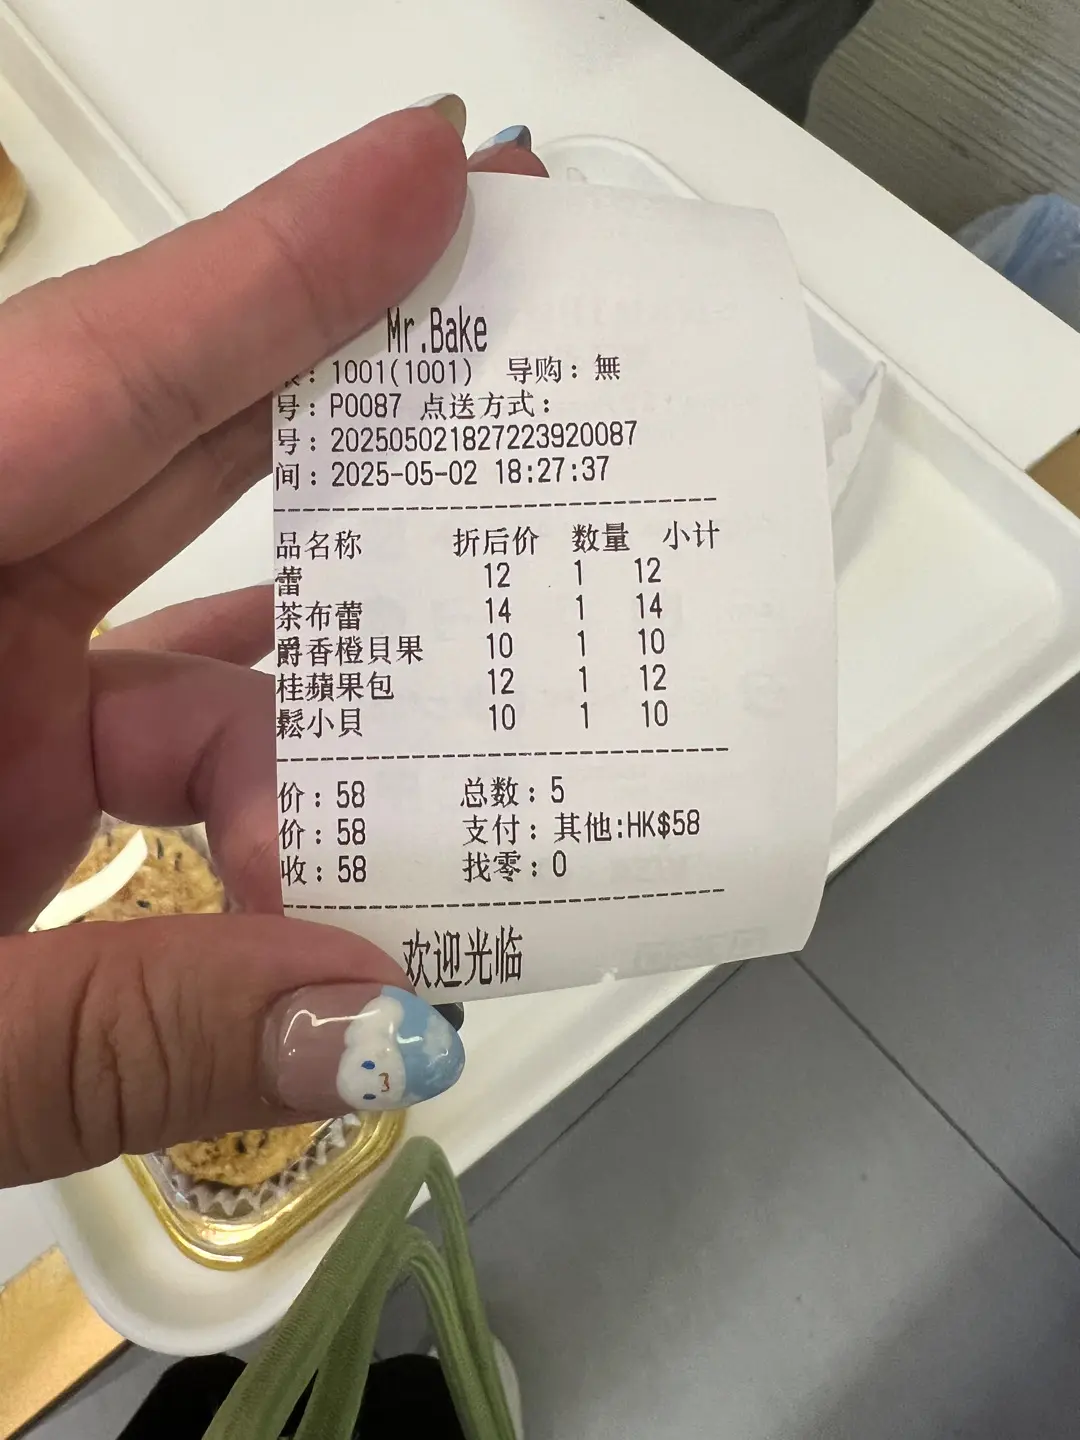 Mr.Bake
: 1001(1001) 导购: 無
号: P0087 点送方式:
号: 202505021827223920087
间: 2025-05-02 18:27:37
品名称 折后价 数量 小计
蕾 12 1 12
茶布蕾 14 1 14
爵香橙貝果 10 1 10
桂蘋果包 12 1 12
鬆小貝 10 1 10
价: 58 总数: 5
价: 58 支付: 其他:HK$58
收: 58 找零: 0
欢迎光临